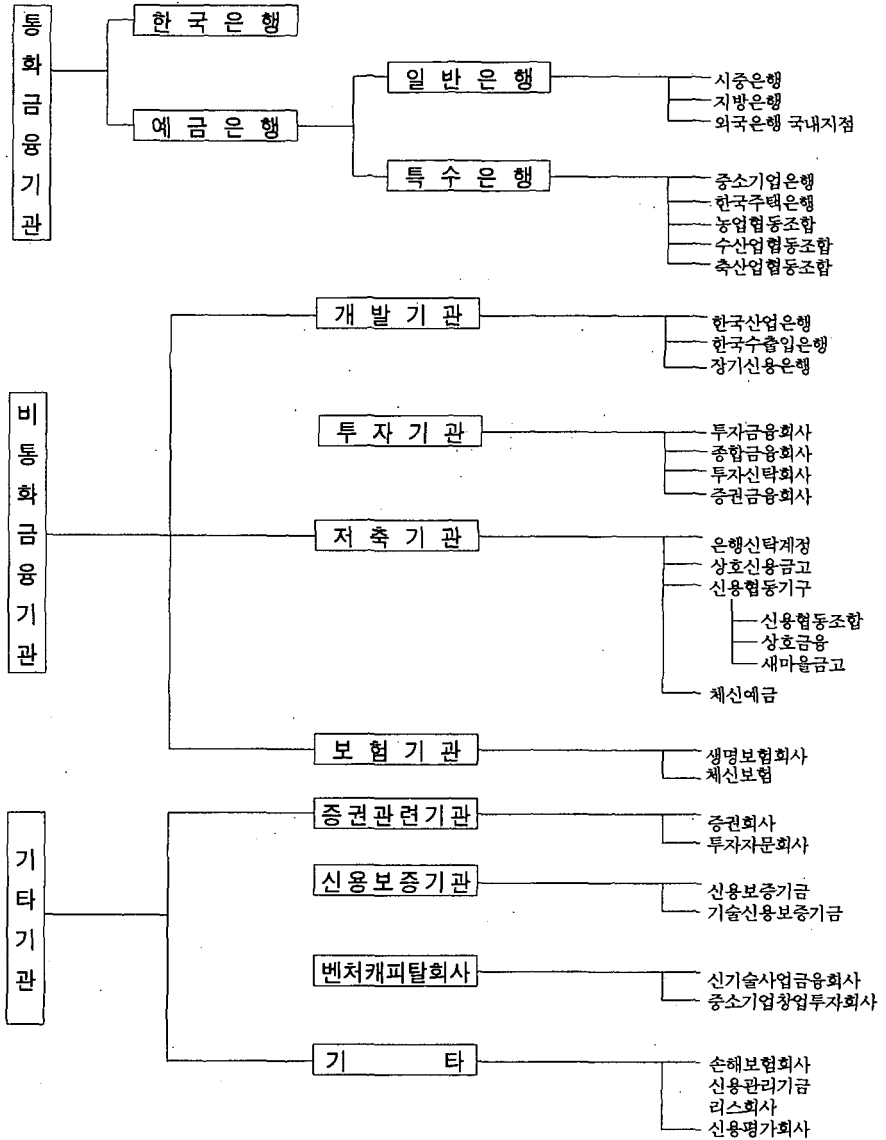 통화금융기관
한국은행
예금은행
일반은행
시중은행
지방은행
외국은행 국내지점
특수은행
중소기업은행
한국주택은행
농업협동조합
수산업협동조합
축산업협동조합
비통화금융기관
개발기관
한국산업은행
한국수출입은행
장기신용은행
투자기관
투자금융회사
종합금융회사
투자신탁회사
증권금융회사
저축기관
은행신탁계정
상호신용금고
신용협동기구
신용협동조합
상호금융
새마을금고
체신예금
보험기관
생명보험회사
체신보험
기타기관
증권관련기관
증권회사
투자자문회사
신용보증기관
신용보증기금
기술신용보증기금
벤처캐피탈회사
신기술사업금융회사
중소기업창업투자회사
기 타
손해보험회사
신용관리기금
리스회사
신용평가회사